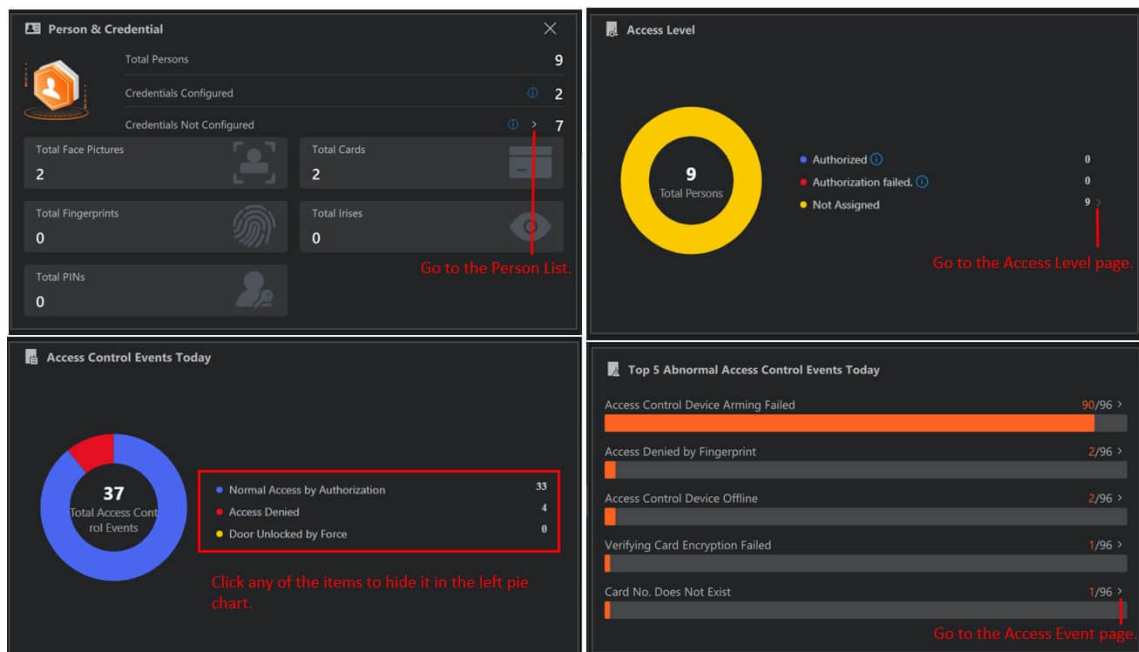 Person & Credential
Total Persons 9
Credentials Configured 2
Credentials Not Configured > 7
Total Face Pictures
2
Total Cards
2
Total Fingerprints
0
Total Irises
0
Go to the Person List.
Total PINs
0
Access Level
9
Total Persons
Authorized 0
Authorization failed. 0
Not Assigned 9 >
Go to the Access Level page.
Access Control Events Today
37
Total Access Cont
rol Events
Normal Access by Authorization 33
Access Denied 4
Door Unlocked by Force 0
Click any of the items to hide it in the left pie
chart.
Top 5 Abnormal Access Control Events Today
Access Control Device Arming Failed 90/96 >
Access Denied by Fingerprint 2/96 >
Access Control Device Offline 2/96 >
Verifying Card Encryption Failed 1/96 >
Card No. Does Not Exist 1/96 >
Go to the Access Event page.